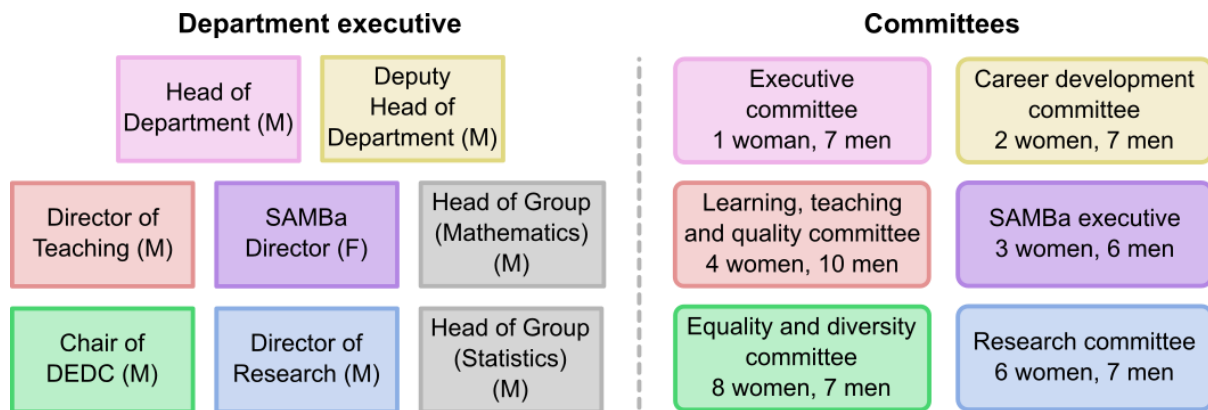 Department executive
Head of
Department (M)
Deputy
Head of
Department (M)
Director of
Teaching (M)
SAMBa
Director (F)
Head of Group
(Mathematics)
(M)
Chair of
DEDC (M)
Director of
Research (M)
Head of Group
(Statistics)
(M)
Committees
Executive
committee
1 woman, 7 men
Career development
committee
2 women, 7 men
Learning, teaching
and quality committee
4 women, 10 men
SAMBa executive
3 women, 6 men
Equality and diversity
committee
8 women, 7 men
Research committee
6 women, 7 men